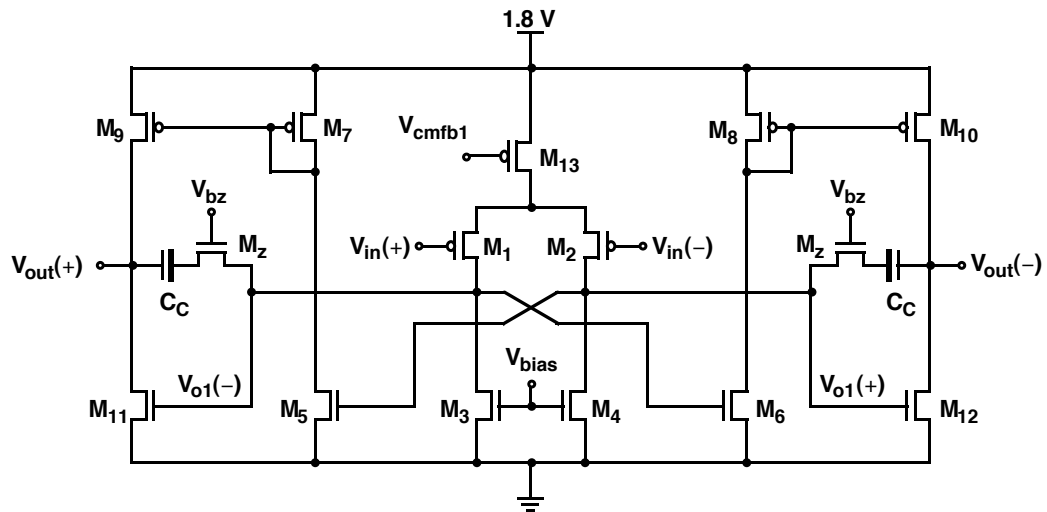 1.8 V
M9
M7
Vcmfb1
M13
M8
M10
Vbz
Mz
Vin(+)
M1
M2
Vin(−)
Vbz
Mz
Vout(+)
CC
Vout(−)
CC
Vbias
Vo1(−)
M11
M5
M3
M4
M6
Vo1(+)
M12